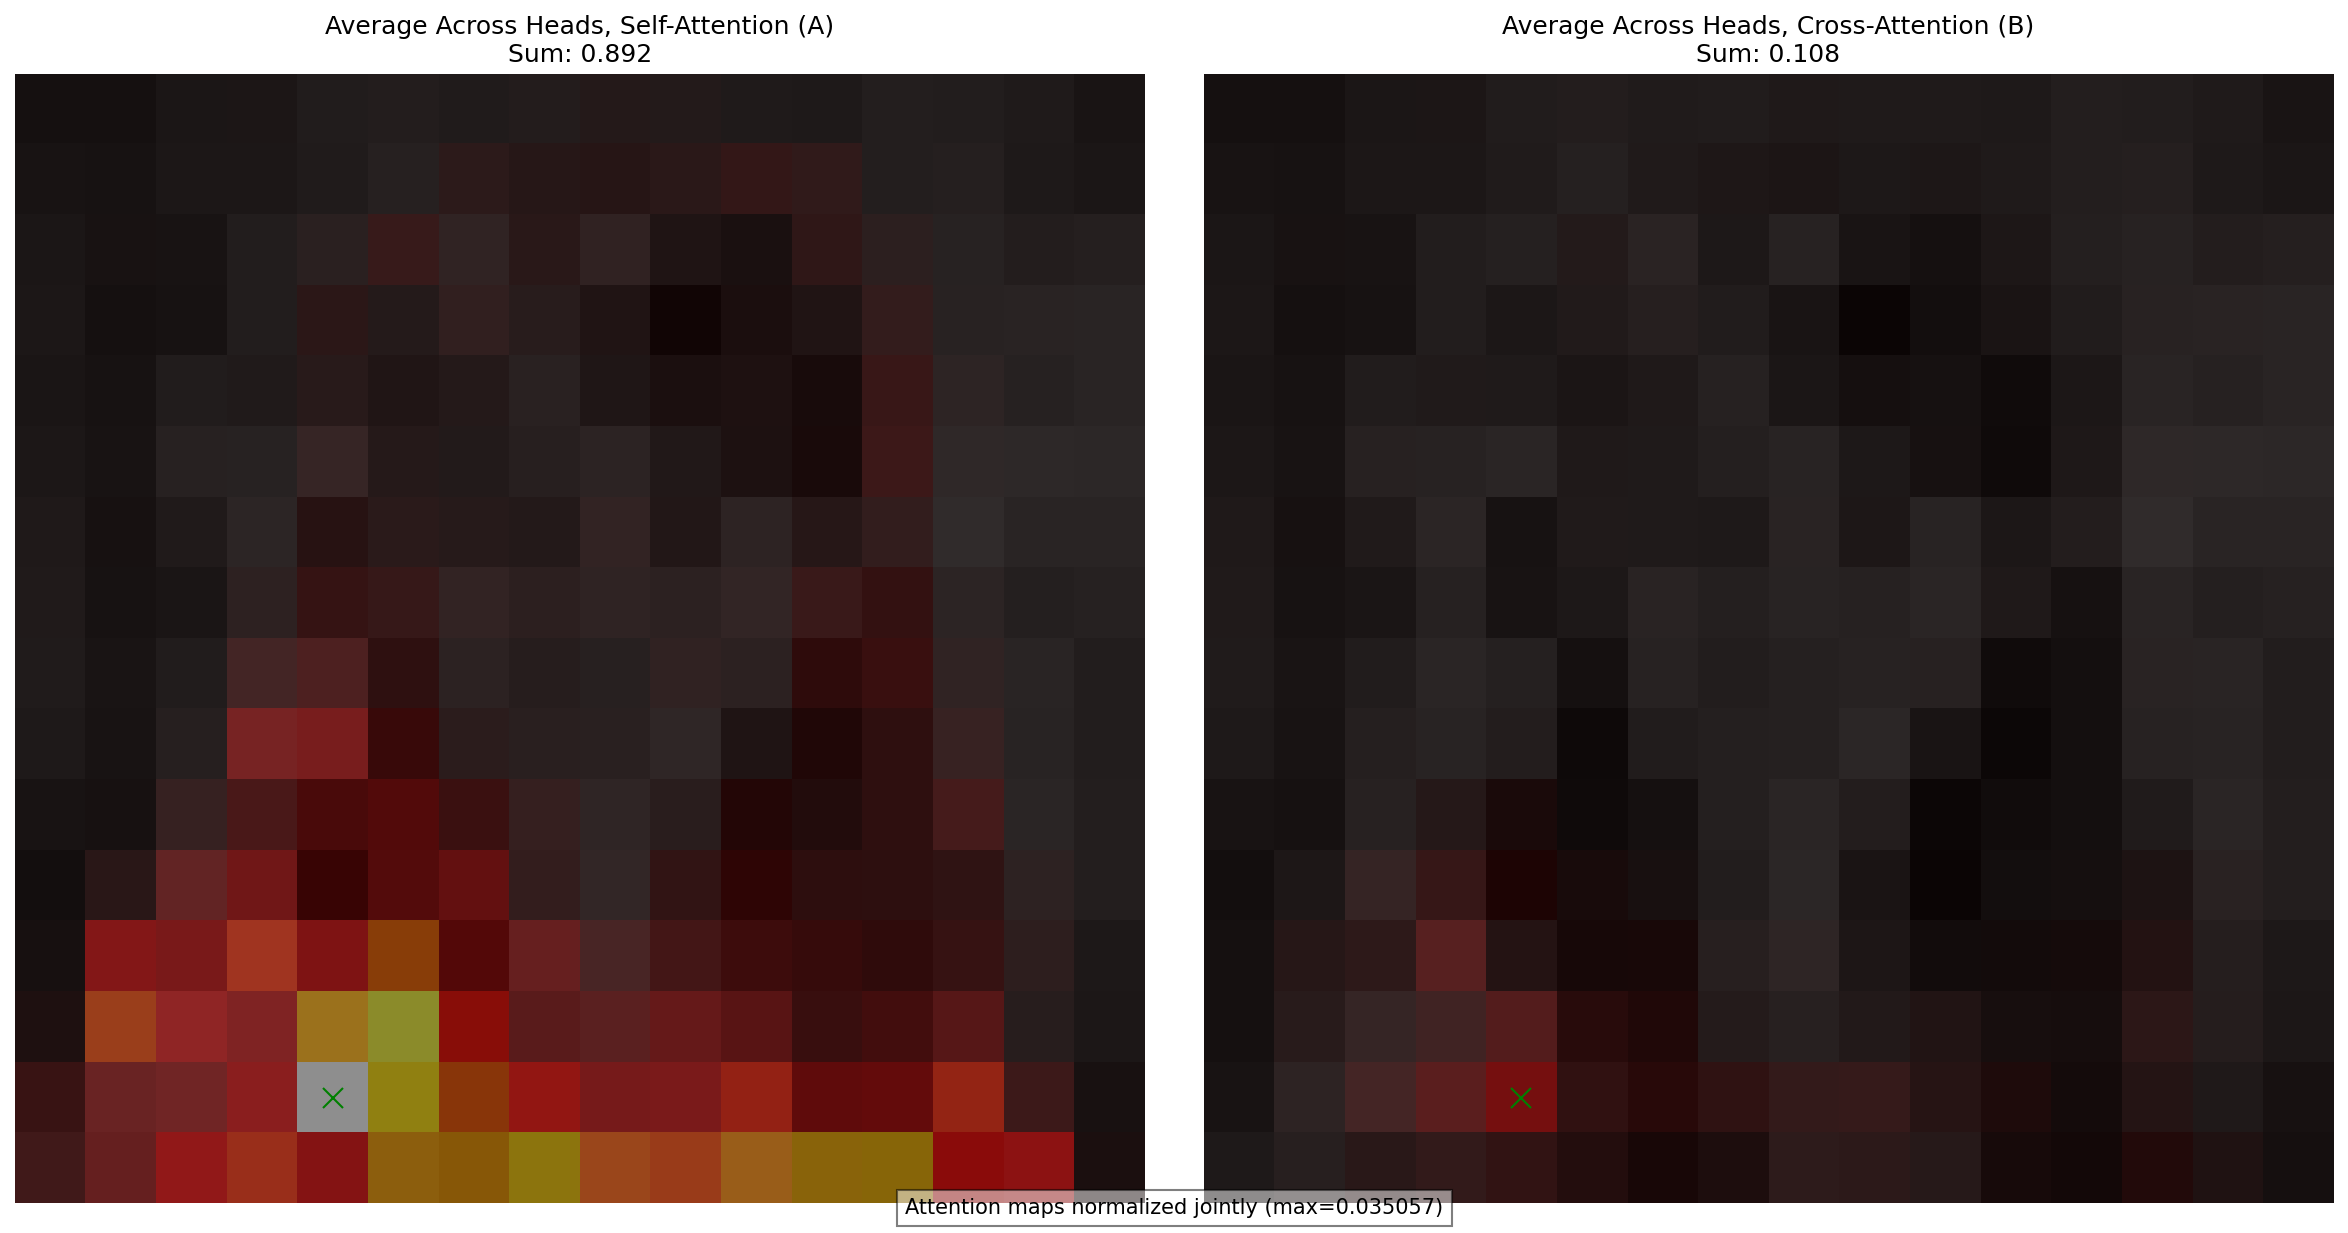 Average Across Heads, Self-Attention (A)
Sum: 0.892
Average Across Heads, Cross-Attention (B)
Sum: 0.108
Attention maps normalized jointly (max=0.035057)